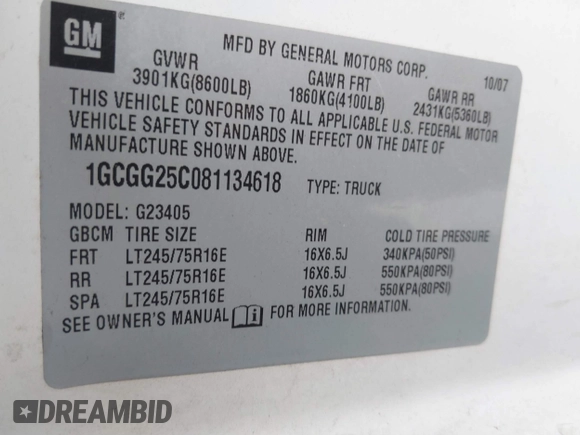 GM
MFD BY GENERAL MOTORS CORP. 10/07
GVWR GAWR FRT GAWR RR
3901KG(8600LB) 1860KG(4100LB) 2431KG(5360LB)
THIS VEHICLE CONFORMS TO ALL APPLICABLE U.S. FEDERAL MOTOR
VEHICLE SAFETY STANDARDS IN EFFECT ON THE DATE OF
MANUFACTURE SHOWN ABOVE.
1GCGG25C081134618 TYPE: TRUCK
MODEL: G23405
GBCM TIRE SIZE RIM COLD TIRE PRESSURE
FRT LT245/75R16E 16X6.5J 340KPA(50PSI)
RR LT245/75R16E 16X6.5J 550KPA(80PSI)
SPA LT245/75R16E 16X6.5J 550KPA(80PSI)
SEE OWNER'S MANUAL FOR MORE INFORMATION.
DREAMBID